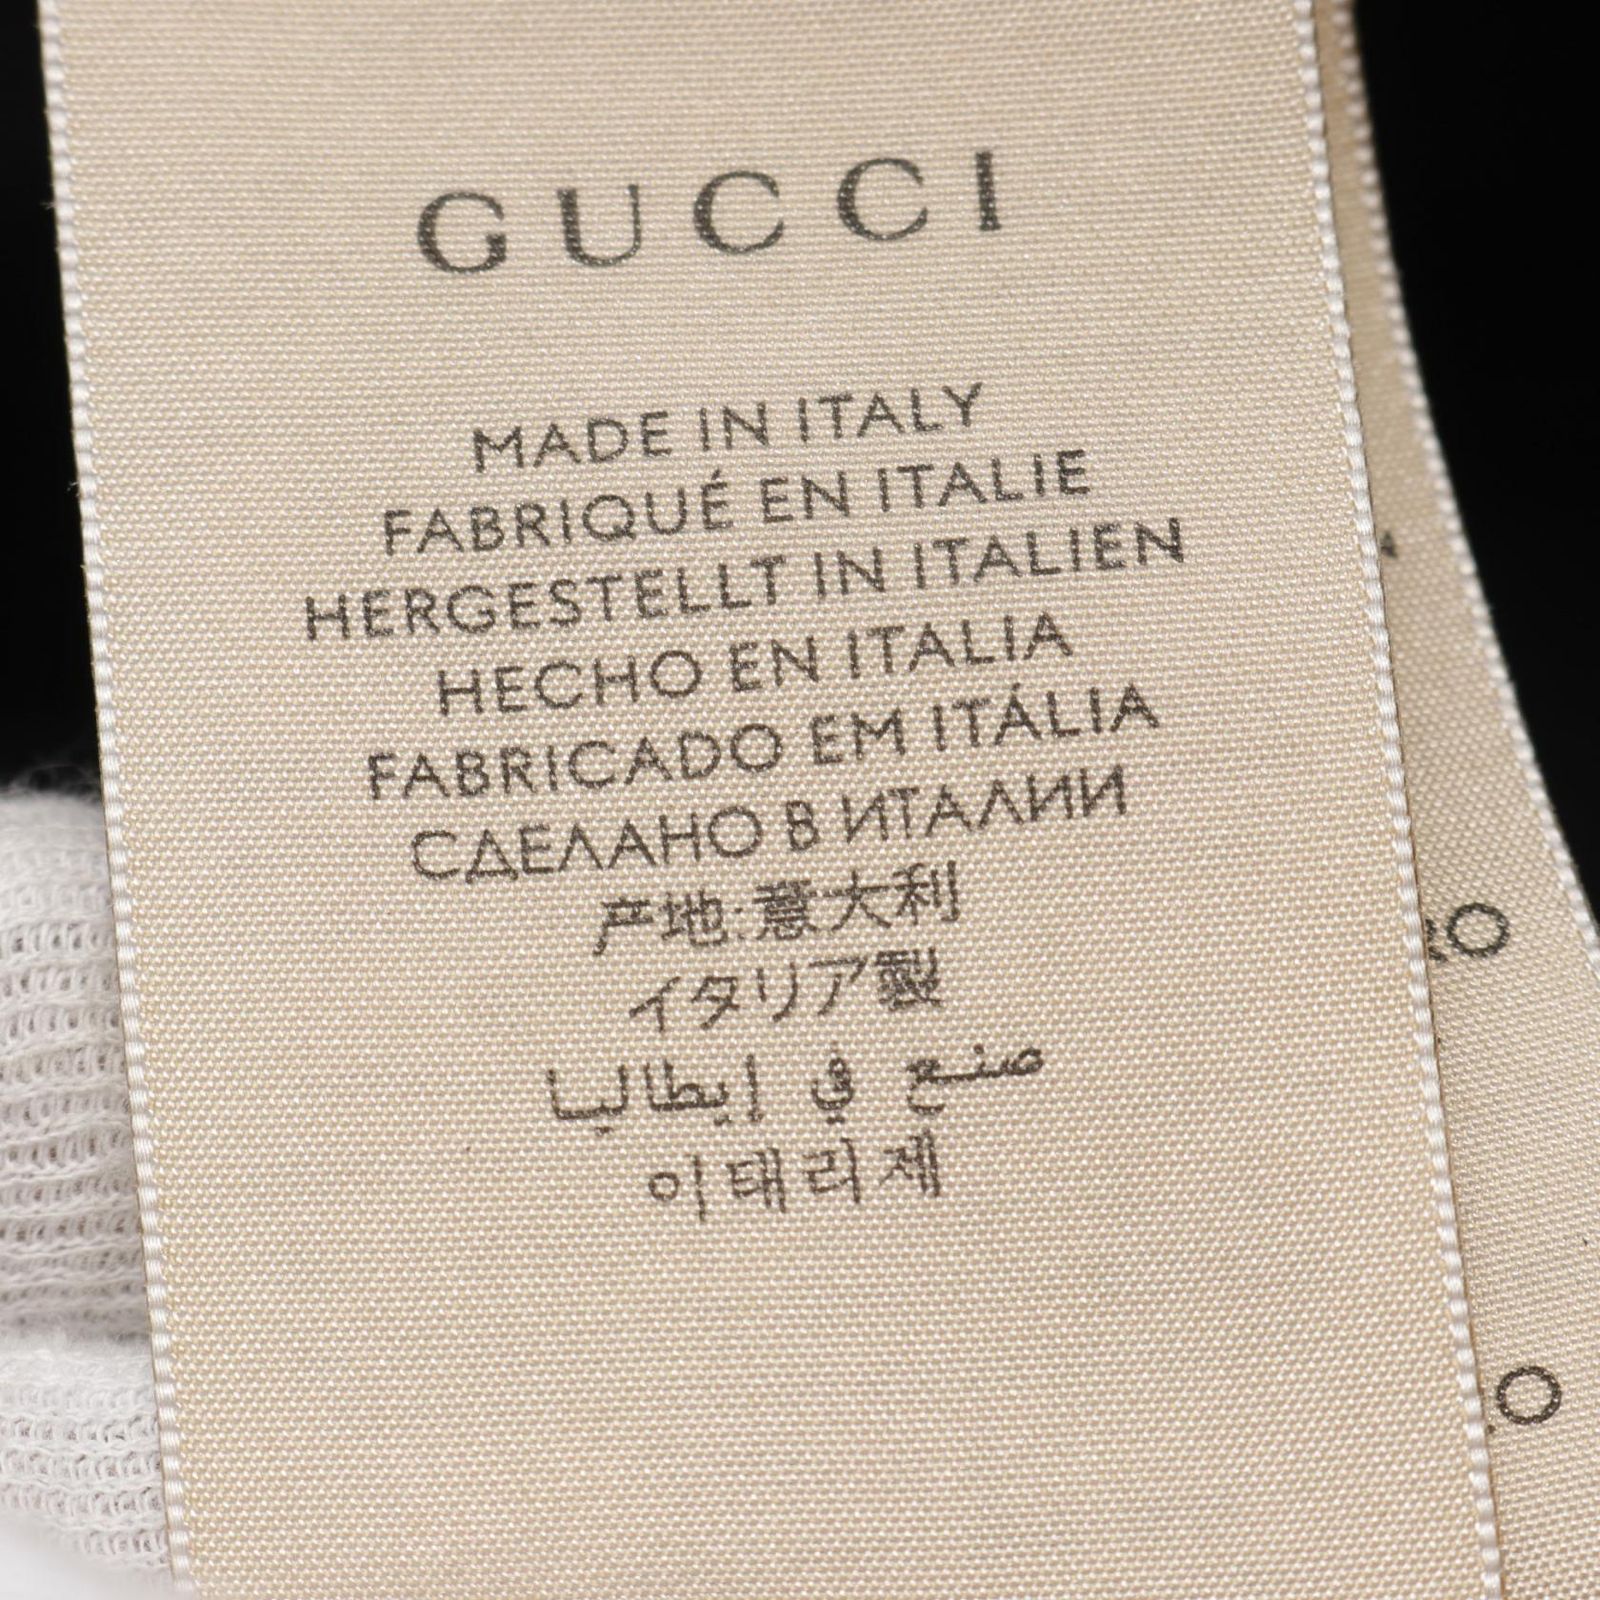 GUCCI
MADE IN ITALY
FABRIQUÉ EN ITALIE
HERGESTELLT IN ITALIEN
HECHO EN ITALIA
FABRICADO EM ITÁLIA
СДЕЛАНО В ИТАЛИИ
产地:意大利
イタリア製
صنع في إيطاليا
이태리제